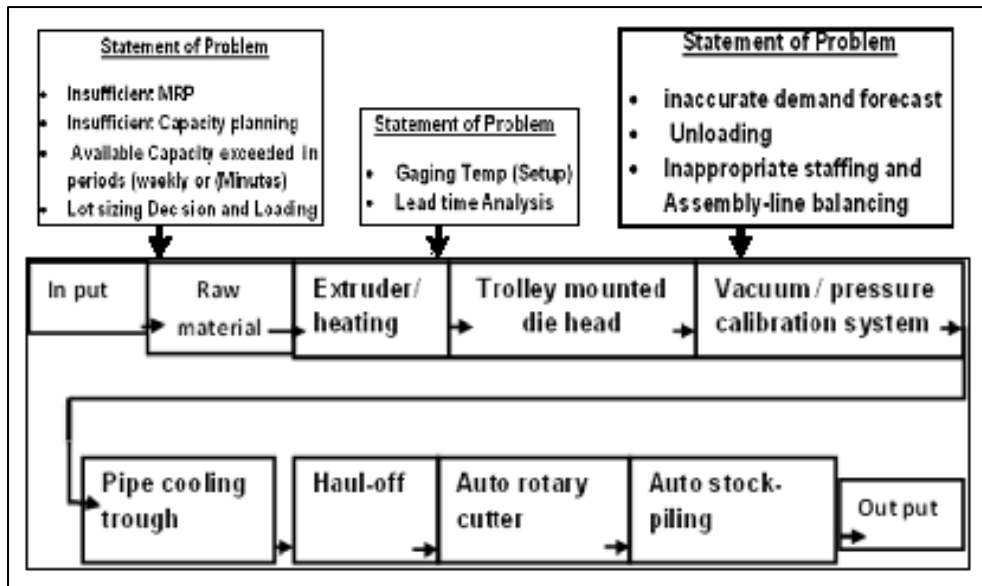 Statement of Problem
• Insufficient MRP
• Insufficient Capacity planning
• Available Capacity exceeded in
periods (weekly or (Minutes)
• Lot sizing Decision and Loading
Statement of Problem
• Gaging Temp (Setup)
• Lead time Analysis
Statement of Problem
• inaccurate demand forecast
• Unloading
• Inappropriate staffing and
Assembly-line balancing
In put
Raw
material
Extruder/
heating
Trolley mounted
die head
Vacuum / pressure
calibration system
Pipe cooling
trough
Haul-off
Auto rotary
cutter
Auto stock-
piling
Out put